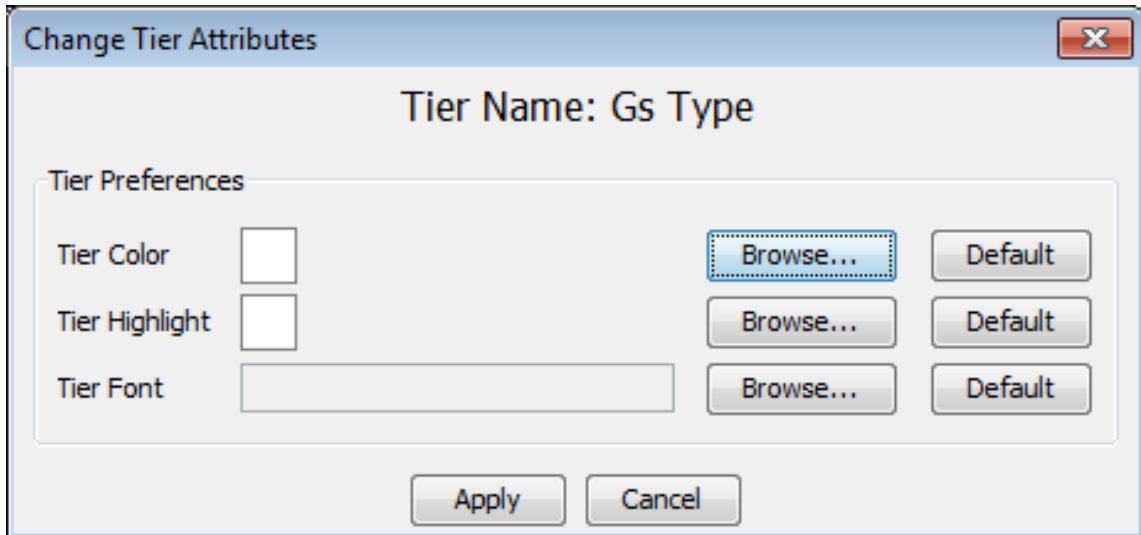 Change Tier Attributes
Tier Name: Gs Type
Tier Preferences
Tier Color Browse... Default
Tier Highlight Browse... Default
Tier Font Browse... Default
Apply Cancel